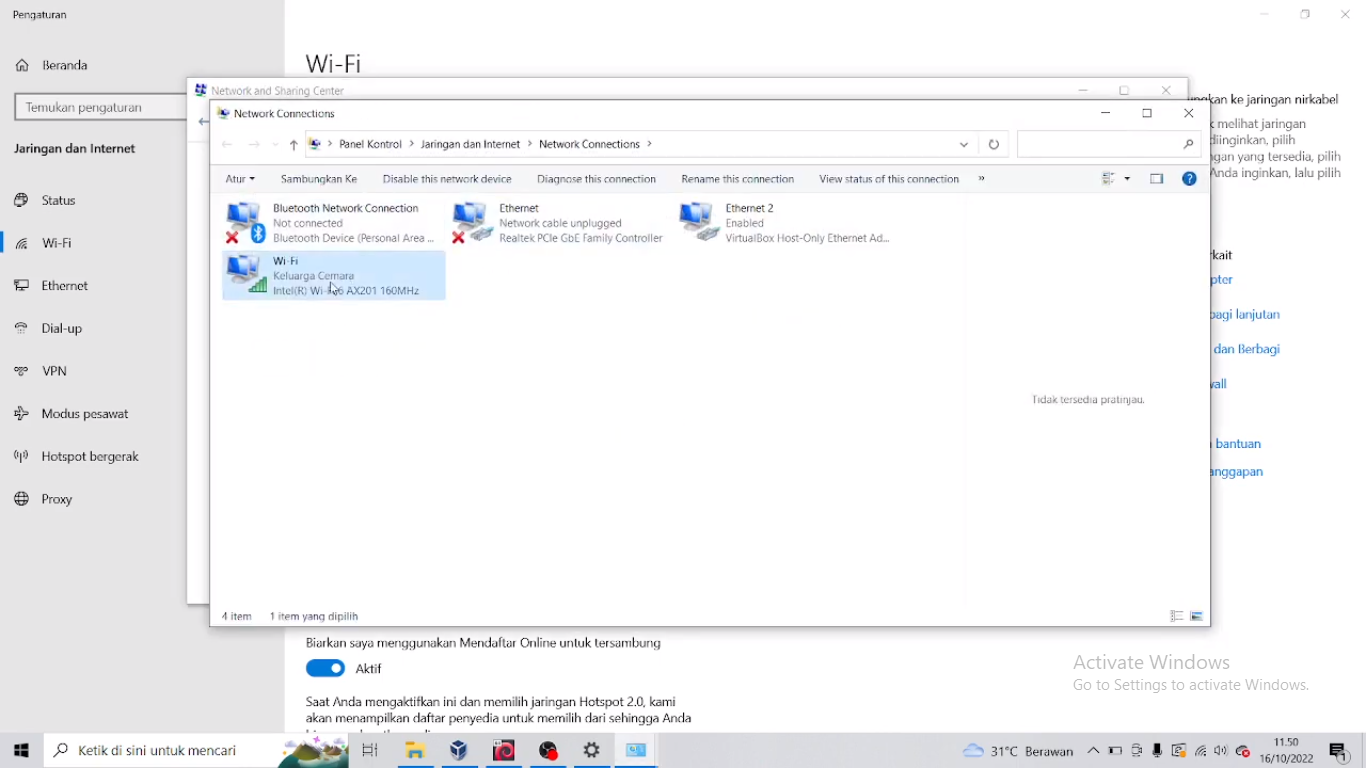 Pengaturan
Beranda
Temukan pengaturan
Jaringan dan Internet
Status
Wi-Fi
Ethernet
Dial-up
VPN
Modus pesawat
Hotspot bergerak
Proxy
Wi-Fi
Network and Sharing Center
Network Connections
Panel Kontrol > Jaringan dan Internet > Network Connections >
Atur
Sambungkan Ke
Disable this network device
Diagnose this connection
Rename this connection
View status of this connection
»
Bluetooth Network Connection
Not connected
Bluetooth Device (Personal Area ...
Ethernet
Network cable unplugged
Realtek PCIe GbE Family Controller
Ethernet 2
Enabled
VirtualBox Host-Only Ethernet Ad...
Wi-Fi
Keluarga Cemara
Intel(R) Wi-Fi 6 AX201 160MHz
Tidak tersedia pratinjau.
4 item
1 item yang dipilih
ke jaringan nirkabel
melihat jaringan
diinginkan, pilih
yang tersedia, pilih
Anda inginkan, lalu pilih
lanjutan
dan Berbagi
bantuan
Biarkan saya menggunakan Mendaftar Online untuk tersambung
Aktif
Saat Anda mengaktifkan ini dan memilih jaringan Hotspot 2.0, kami
akan menampilkan daftar penyedia untuk memilih dari sehingga Anda
Activate Windows
Go to Settings to activate Windows.
Ketik di sini untuk mencari
31°C Berawan
11.50
16/10/2022
1